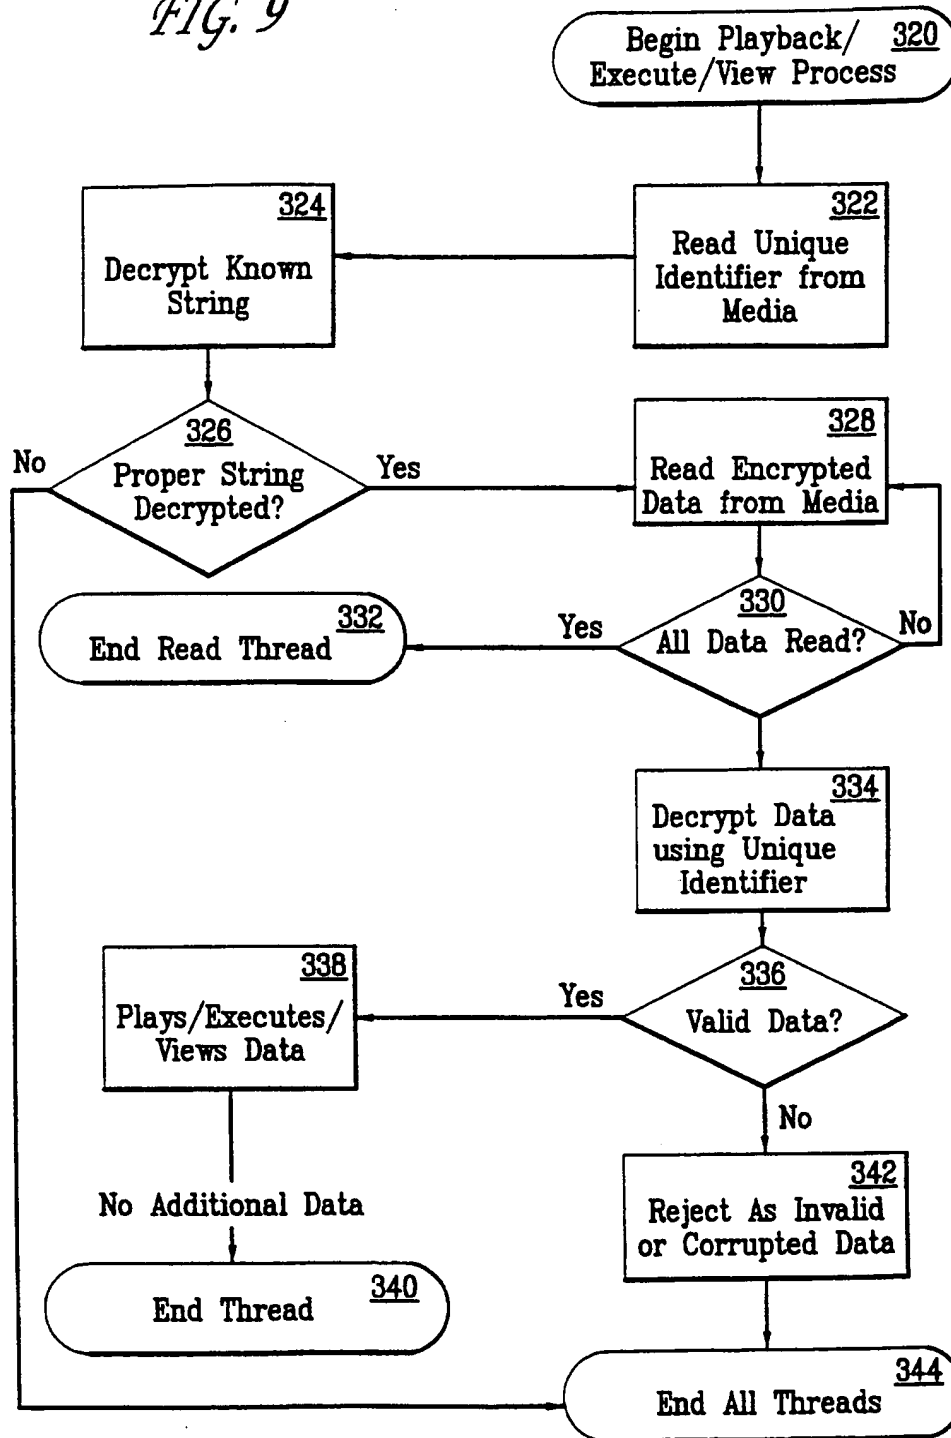 FIG. 9
Begin Playback/ 320
Execute/View Process
324
Decrypt Known
String
322
Read Unique
Identifier from
Media
326
Proper String
Decrypted?
No
Yes
328
Read Encrypted
Data from Media
332
End Read Thread
Yes
330
All Data Read?
No
334
Decrypt Data
using Unique
Identifier
338
Plays/Executes/
Views Data
Yes
336
Valid Data?
No
No Additional Data
342
Reject As Invalid
or Corrupted Data
End Thread 340
344
End All Threads